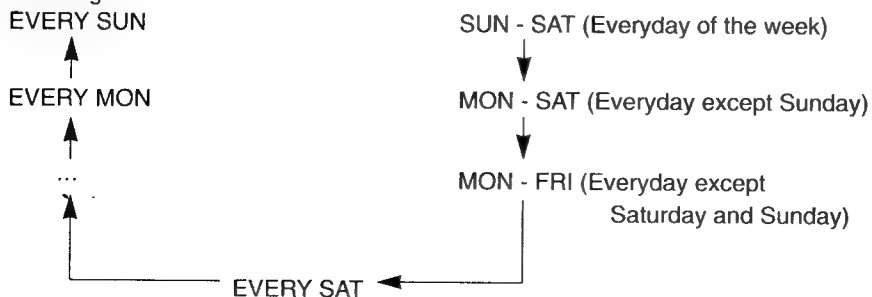 EVERY SUN
SUN - SAT (Everyday of the week)
EVERY MON
MON - SAT (Everyday except Sunday)
...
MON - FRI (Everyday except
Saturday and Sunday)
EVERY SAT